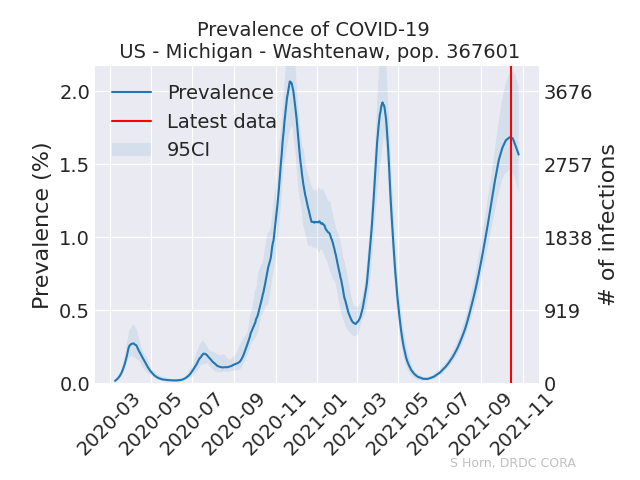 Prevalence of COVID-19
US - Michigan - Washtenaw, pop. 367601
Prevalence (%)
2.0
1.5
1.0
0.5
0.0
Prevalence
Latest data
95CI
3676
2757
1838
919
0
# of infections
2020-03
2020-05
2020-07
2020-09
2020-11
2021-01
2021-03
2021-05
2021-07
2021-09
2021-11
S Horn, DRDC CORA